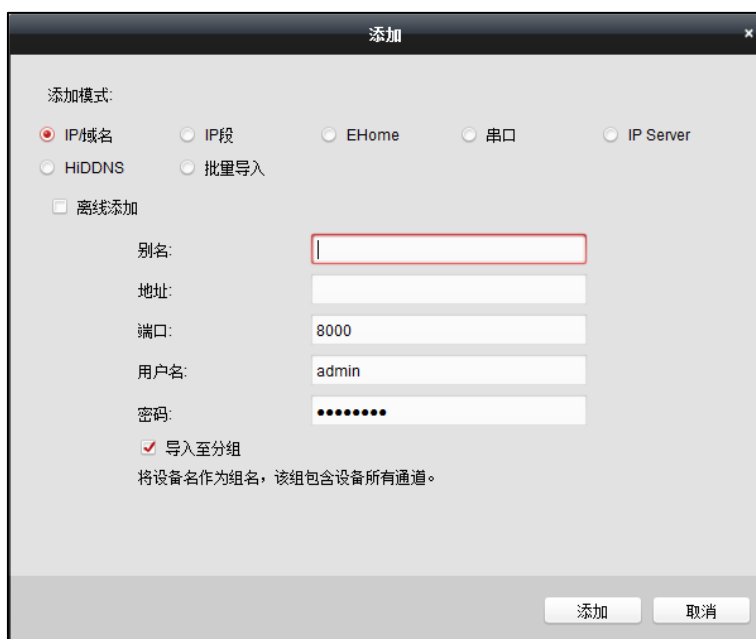 添加
添加模式:
IP/域名 IP段 EHome 串口 IP Server
HiDDNS 批量导入
离线添加
别名:
地址:
端口: 8000
用户名: admin
密码: ●●●●●●●●
导入至分组
将设备名作为组名，该组包含设备所有通道。
添加 取消